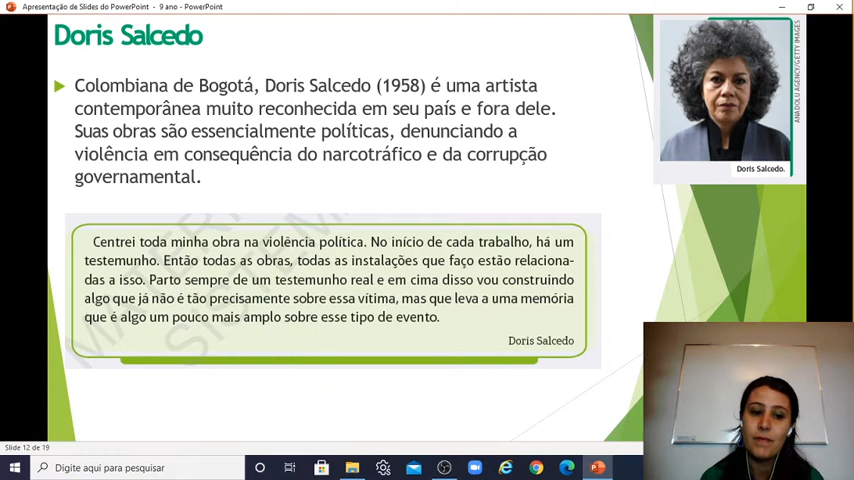 Apresentação de Slides do PowerPoint - 9 ano - PowerPoint
Doris Salcedo
Colombiana de Bogotá, Doris Salcedo (1958) é uma artista
contemporânea muito reconhecida em seu país e fora dele.
Suas obras são essencialmente políticas, denunciando a
violência em consequência do narcotráfico e da corrupção
governamental.
ANADOLU AGENCY/GETTY IMAGES
Doris Salcedo.
Centrei toda minha obra na violência política. No início de cada trabalho, há um
testemunho. Então todas as obras, todas as instalações que faço estão relaciona-
das a isso. Parto sempre de um testemunho real e em cima disso vou construindo
algo que já não é tão precisamente sobre essa vítima, mas que leva a uma memória
que é algo um pouco mais amplo sobre esse tipo de evento.
Doris Salcedo
Slide 12 de 19
Digite aqui para pesquisar